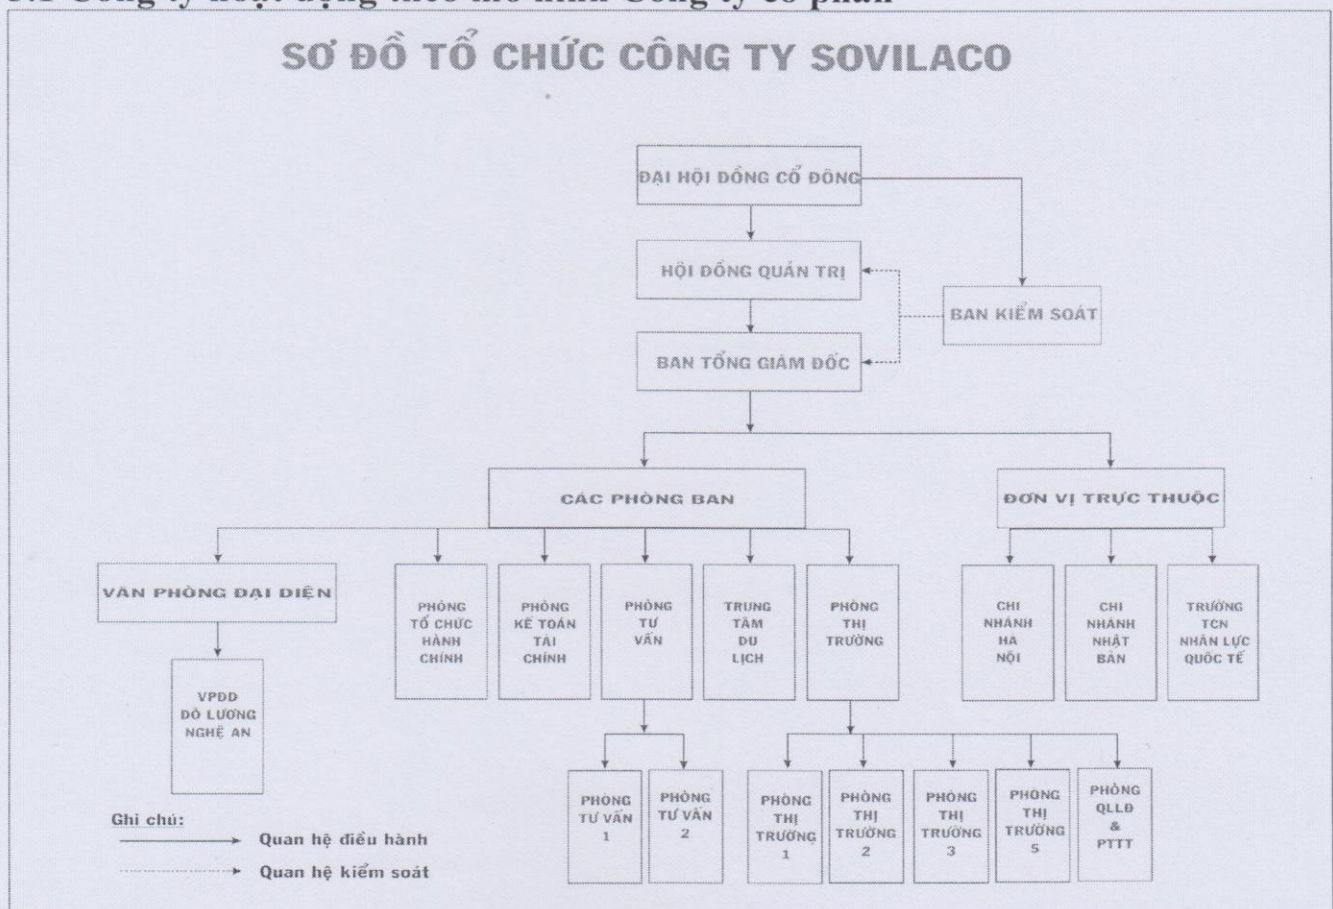 SƠ ĐỒ TỔ CHỨC CÔNG TY SOVILACO
ĐẠI HỘI ĐỒNG CỔ ĐÔNG
HỘI ĐỒNG QUẢN TRỊ
BAN KIỂM SOÁT
BAN TỔNG GIÁM ĐỐC
CÁC PHÒNG BAN
ĐƠN VỊ TRỰC THUỘC
VĂN PHÒNG ĐẠI DIỆN
PHÒNG
TỔ CHỨC
HÀNH
CHÍNH
PHÒNG
KẾ TOÁN
TÀI
CHÍNH
PHÒNG
TƯ
VẤN
TRUNG
TÂM
DU
LỊCH
PHÒNG
THỊ
TRƯỜNG
CHI
NHÁNH
HÀ
NỘI
CHI
NHÁNH
NHẬT
BẢN
TRƯỜNG
TCN
NHÂN LỰC
QUỐC TẾ
VPĐD
ĐÔ LƯƠNG
NGHỆ AN
PHÒNG
TƯ VẤN
1
PHÒNG
TƯ VẤN
2
PHÒNG
THỊ
TRƯỜNG
1
PHÒNG
THỊ
TRƯỜNG
2
PHÒNG
THỊ
TRƯỜNG
3
PHÒNG
THỊ
TRƯỜNG
5
PHÒNG
QLLĐ
&
PTTT
Ghi chú:
Quan hệ điều hành
Quan hệ kiểm soát